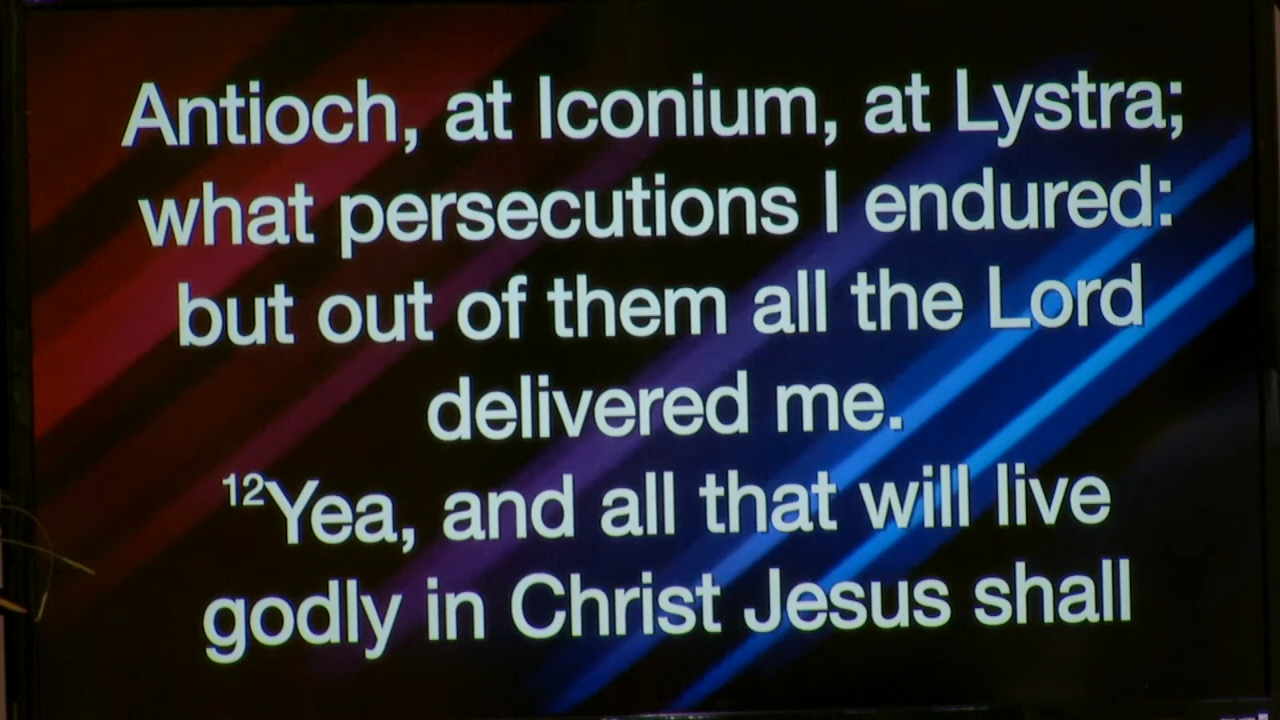 Antioch, at Iconium, at Lystra;
what persecutions I endured:
but out of them all the Lord
delivered me.
12Yea, and all that will live
godly in Christ Jesus shall